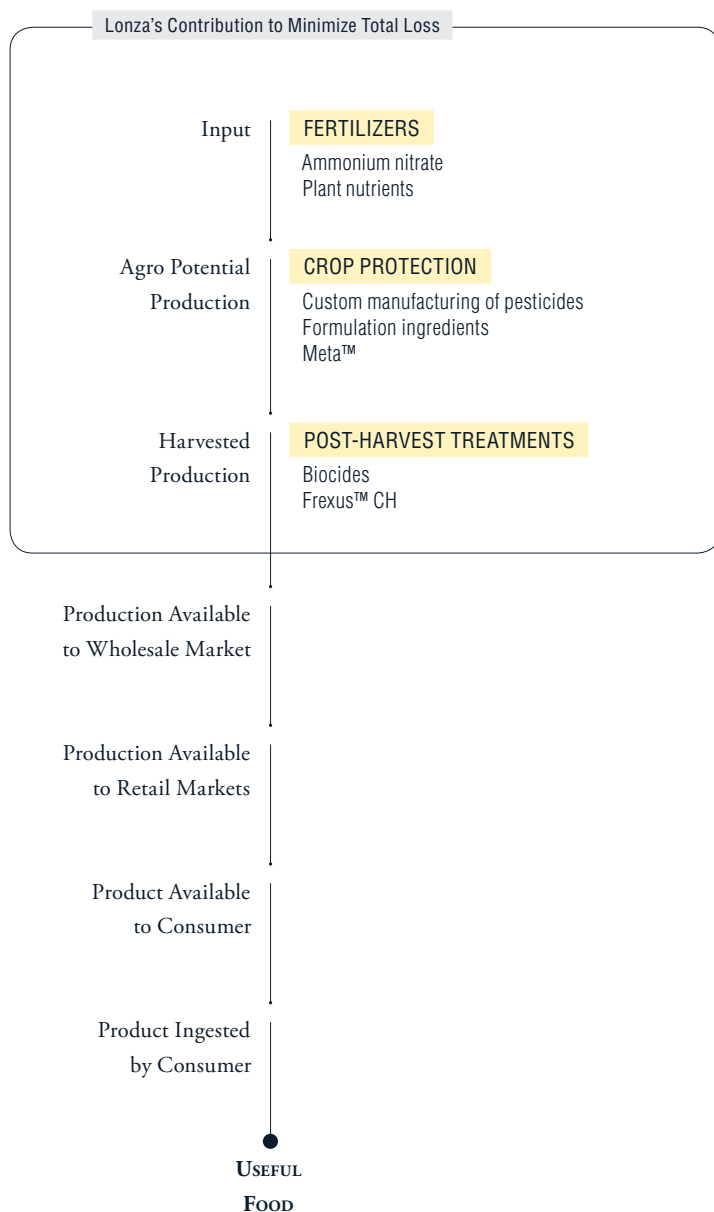 Lonza's Contribution to Minimize Total Loss
Input
FERTILIZERS
Ammonium nitrate
Plant nutrients
Agro Potential
Production
CROP PROTECTION
Custom manufacturing of pesticides
Formulation ingredients
Meta™
Harvested
Production
POST-HARVEST TREATMENTS
Biocides
Frexus™ CH
Production Available
to Wholesale Market
Production Available
to Retail Markets
Product Available
to Consumer
Product Ingested
by Consumer
Useful
Food